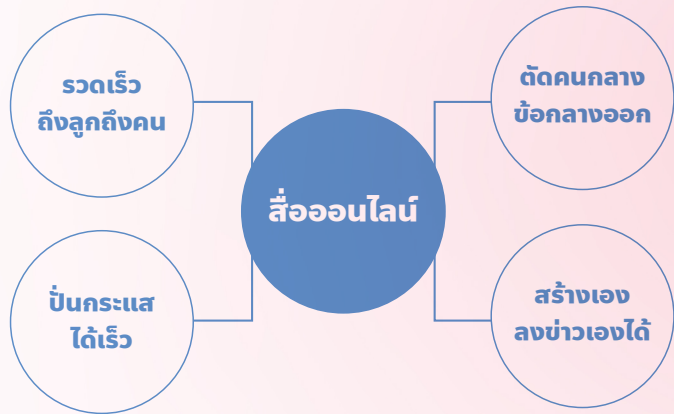 รวดเร็ว
ถึงลูกถึงคน
ตัดคนกลาง
ข้อกลางออก
สื่อออนไลน์
ปั่นกระแส
ได้เร็ว
สร้างเอง
ลงข่าวเองได้